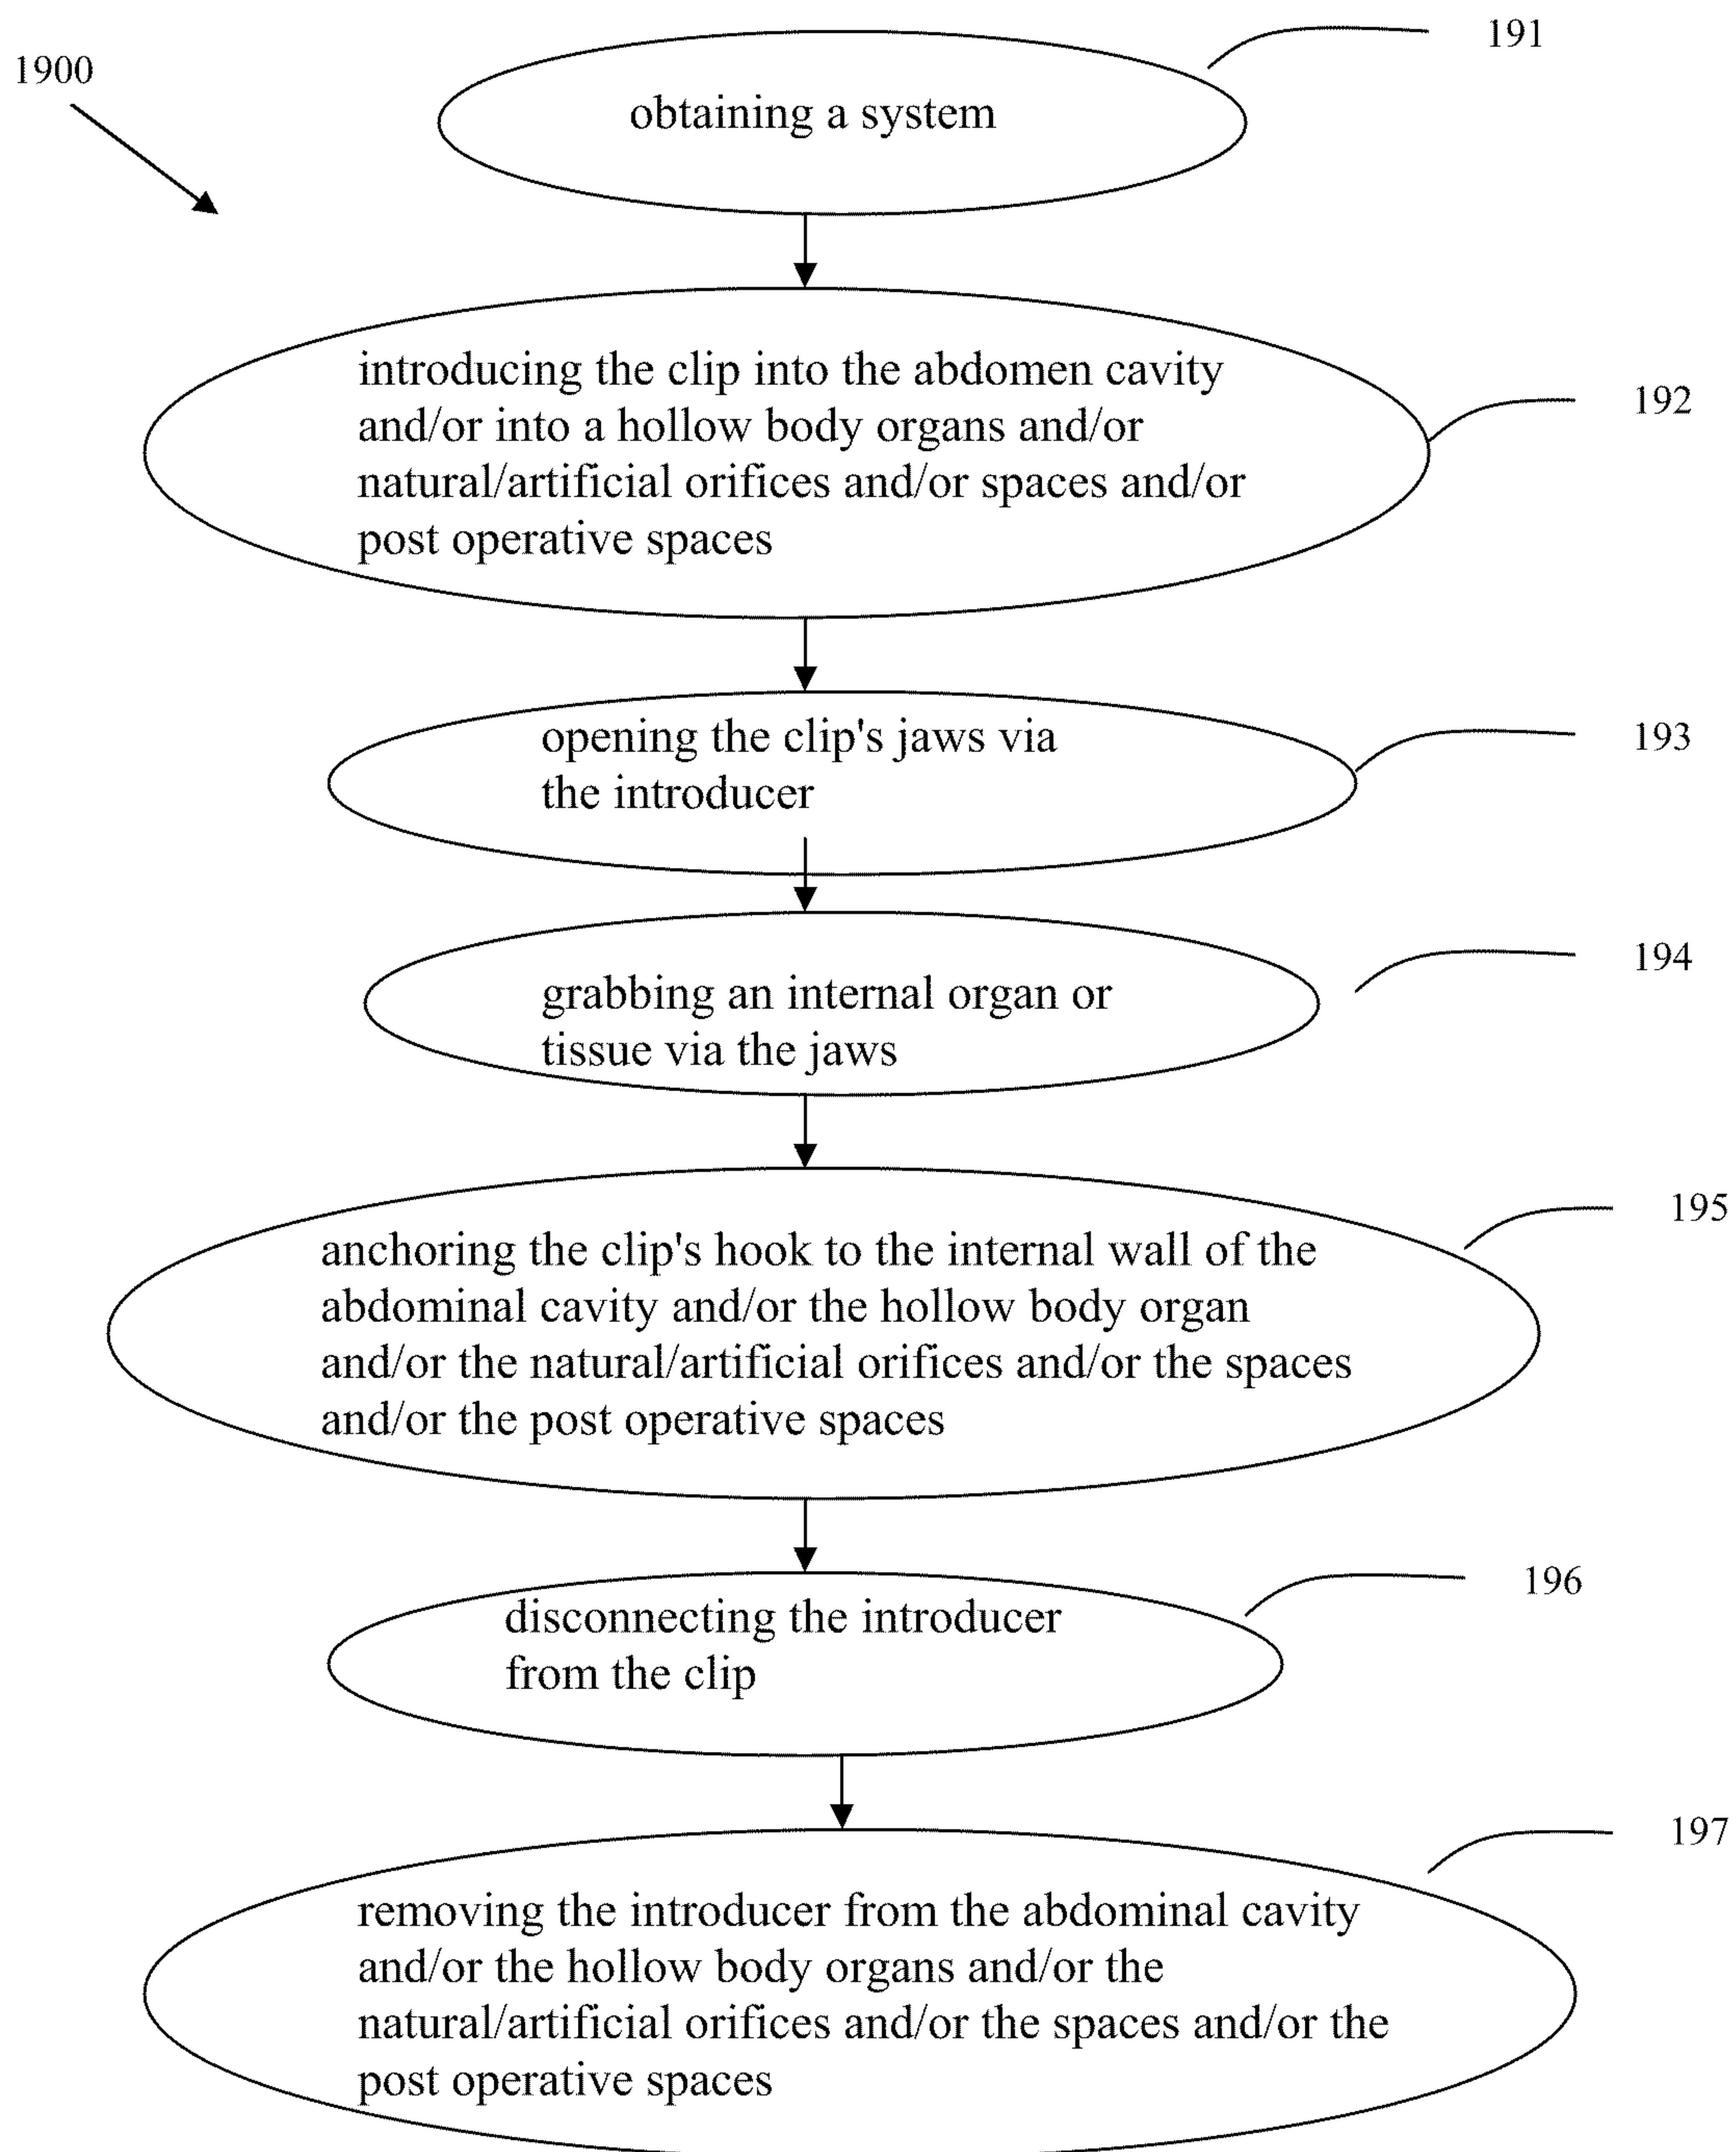 191
1900
obtaining a system
introducing the clip into the abdomen cavity
and/or into a hollow body organs and/or
natural/artificial orifices and/or spaces and/or
post operative spaces
192
opening the clip's jaws via
the introducer
193
grabbing an internal organ or
tissue via the jaws
194
anchoring the clip's hook to the internal wall of the
abdominal cavity and/or the hollow body organ
and/or the natural/artificial orifices and/or the spaces
and/or the post operative spaces
195
disconnecting the introducer
from the clip
196
removing the introducer from the abdominal cavity
and/or the hollow body organs and/or the
natural/artificial orifices and/or the spaces and/or the
post operative spaces
197